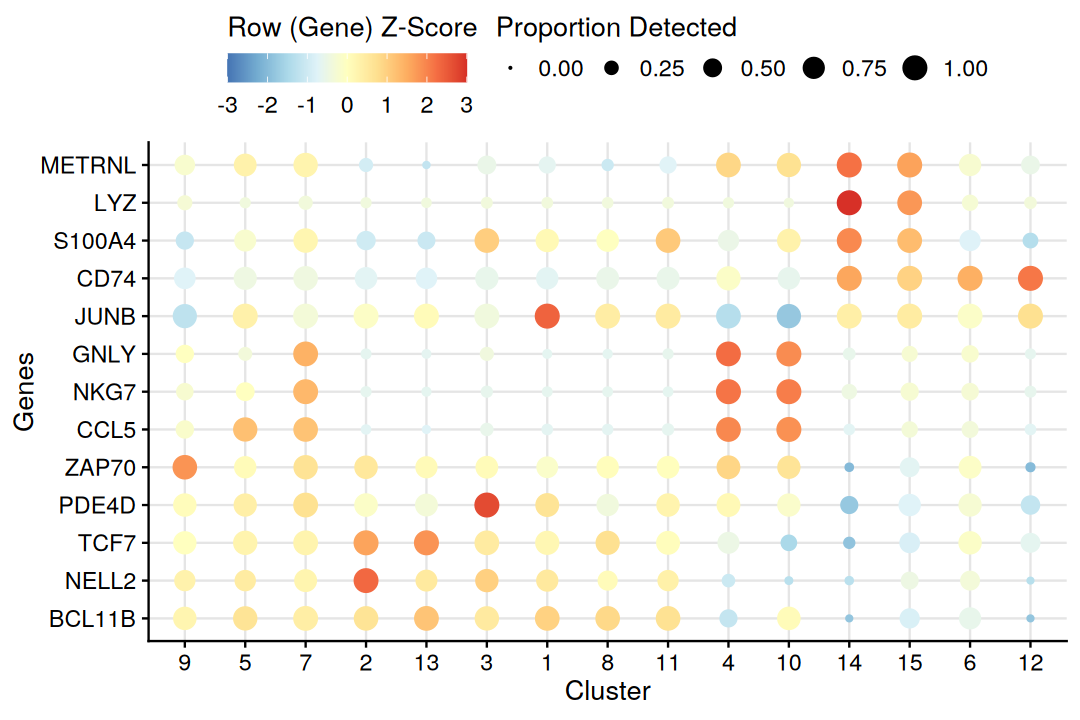 Row (Gene) Z-Score Proportion Detected
0.00 0.25 0.50 0.75 1.00
-3 -2 -1 0 1 2 3
METRNL
LYZ
S100A4
CD74
JUNB
GNLY
NKG7
CCL5
ZAP70
PDE4D
TCF7
NELL2
BCL11B
Genes
9 5 7 2 13 3 1 8 11 4 10 14 15 6 12
Cluster